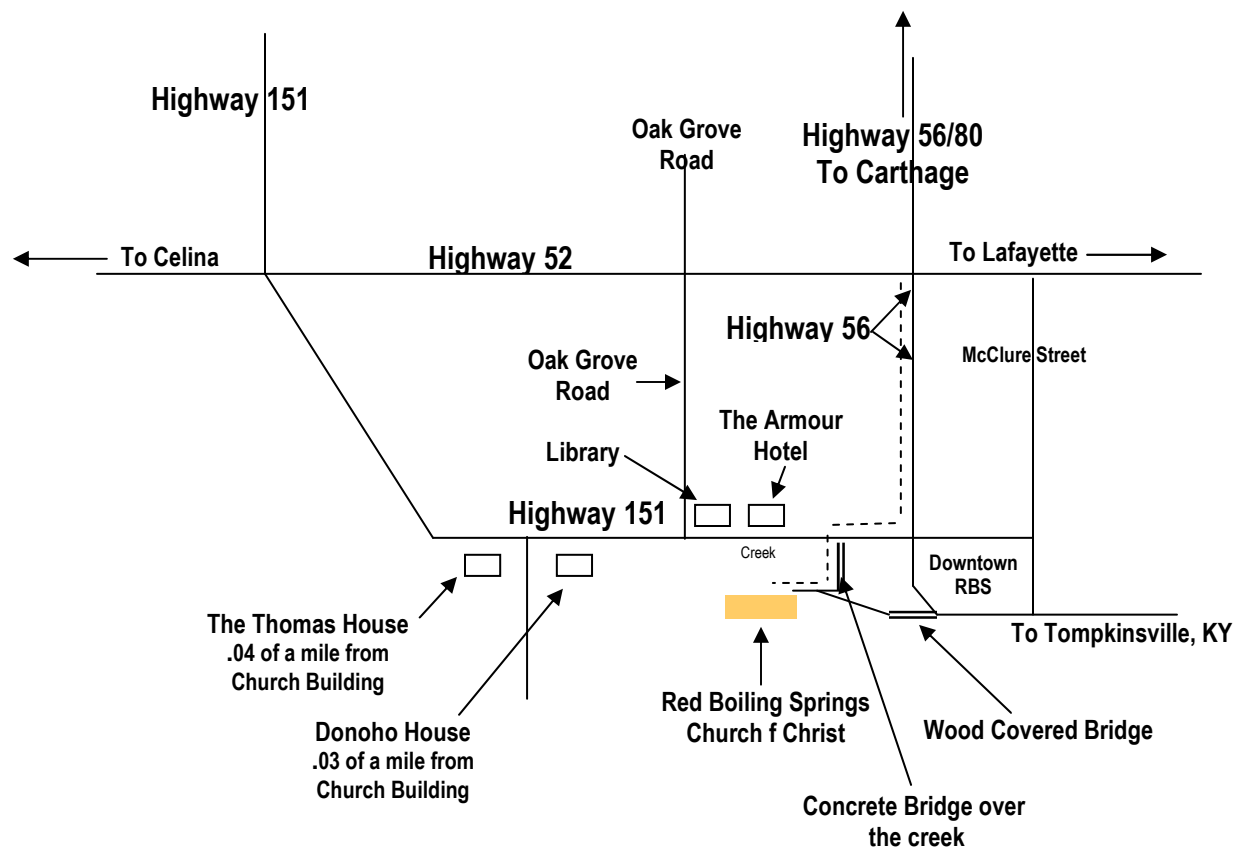 Highway 151
Oak Grove
Road
Highway 56/80
To Carthage
To Celina
Highway 52
To Lafayette
Highway 56
McClure Street
Oak Grove
Road
The Armour
Hotel
Library
Highway 151
Creek
Downtown
RBS
The Thomas House
.04 of a mile from
Church Building
To Tompkinsville, KY
Red Boiling Springs
Church f Christ
Wood Covered Bridge
Donoho House
.03 of a mile from
Church Building
Concrete Bridge over
the creek